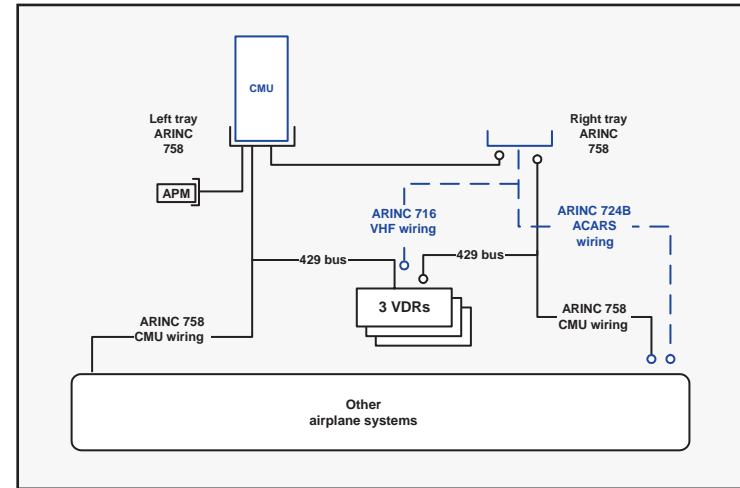 CMU
Left tray
ARINC
758
Right tray
ARINC
758
APM
ARINC 716
VHF wiring
ARINC 724B
ACARS
wiring
429 bus
429 bus
3 VDRs
ARINC 758
CMU wiring
ARINC 758
CMU wiring
Other
airplane systems